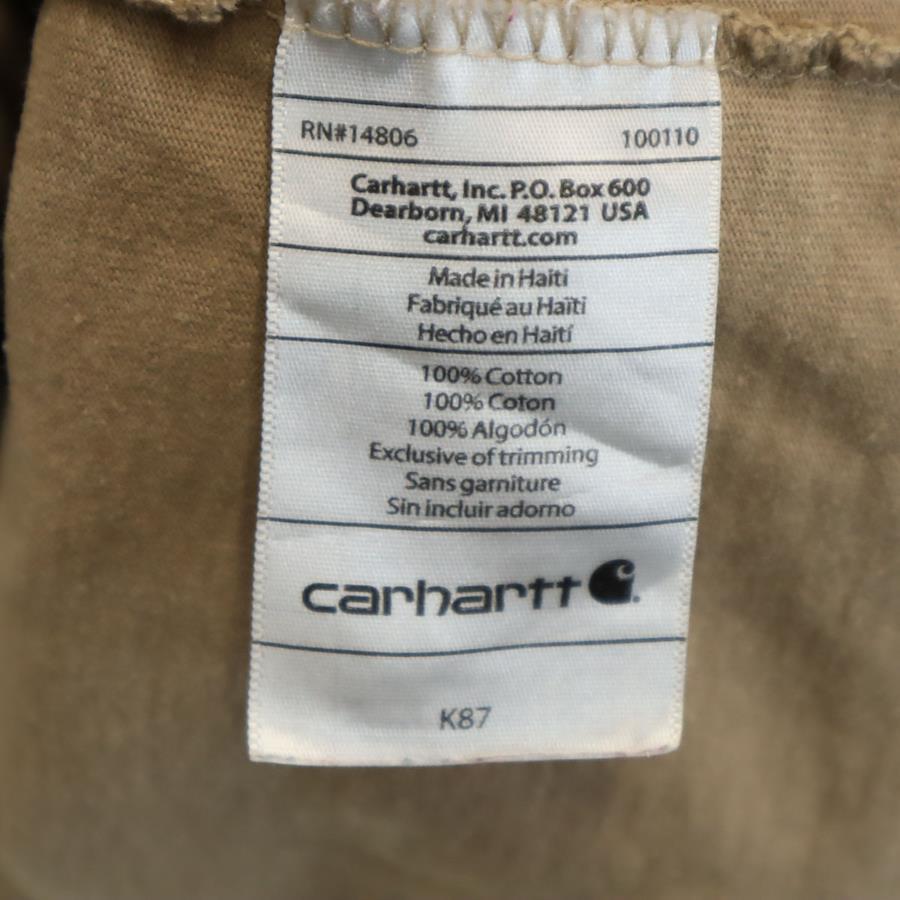 RN#14806 100110
Carhartt, Inc. P.O. Box 600
Dearborn, MI 48121 USA
carhartt.com
Made in Haiti
Fabriqué au Haïti
Hecho en Haití
100% Cotton
100% Coton
100% Algodón
Exclusive of trimming
Sans garniture
Sin incluir adorno
carhartt
K87